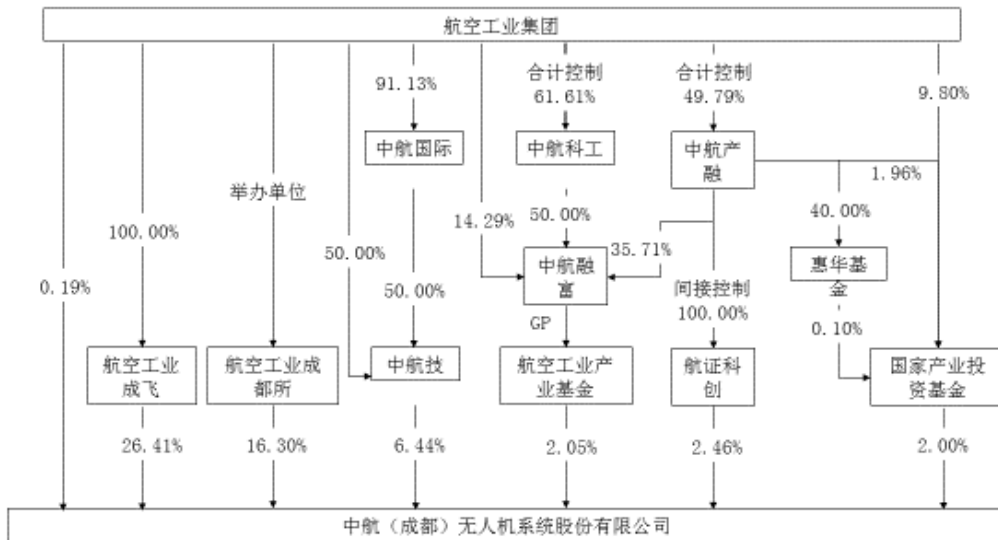 航空工业集团
合计控制
合计控制
91.13%
61.61%
49.79%
9.80%
中航国际
中航科工
中航产
融
1.96%
举办单位
14.29%
50.00%
40.00%
100.00%
50.00%
35.71%
中航融
富
惠华基
金
0.19%
50.00%
间接控制
100.00%
GP
0.10%
航空工业
成飞
航空工业成
都所
中航技
航空工业产
业基金
航证科
创
国家产业投
资基金
26.41%
16.30%
6.44%
2.05%
2.46%
2.00%
中航（成都）无人机系统股份有限公司